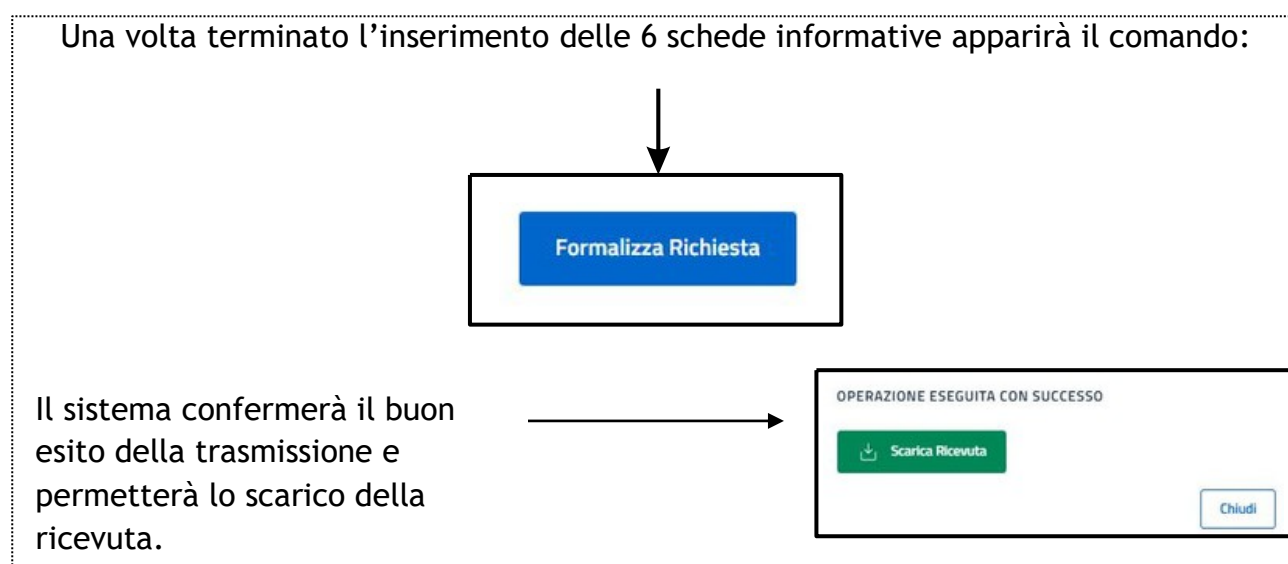 Una volta terminato l’inserimento delle 6 schede informative apparirà il comando:
Formalizza Richiesta
Il sistema confermerà il buon
esito della trasmissione e
permetterà lo scarico della
ricevuta.
OPERAZIONE ESEGUITA CON SUCCESSO
Scarica Ricevuta
Chiudi